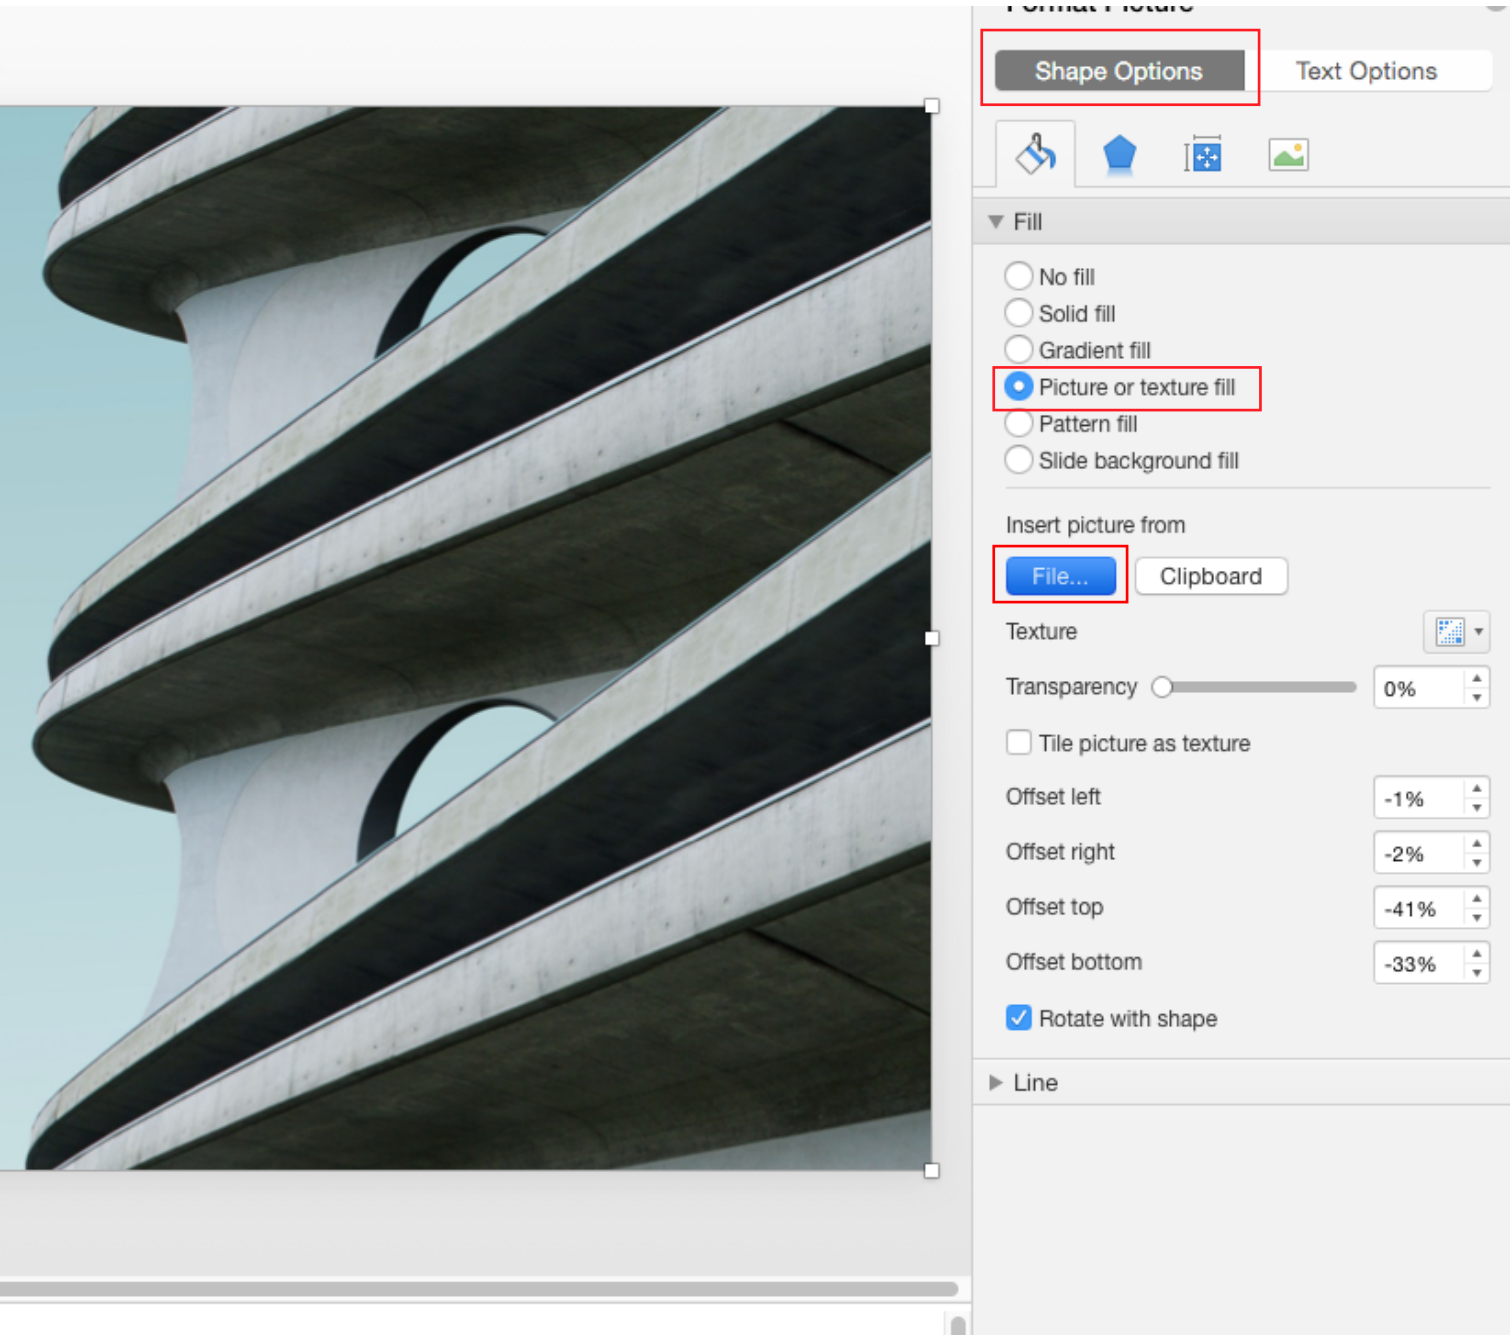 Format Picture
Shape Options Text Options
Fill
No fill
Solid fill
Gradient fill
Picture or texture fill
Pattern fill
Slide background fill
Insert picture from
File... Clipboard
Texture
Transparency 0%
Tile picture as texture
Offset left -1%
Offset right -2%
Offset top -41%
Offset bottom -33%
Rotate with shape
Line